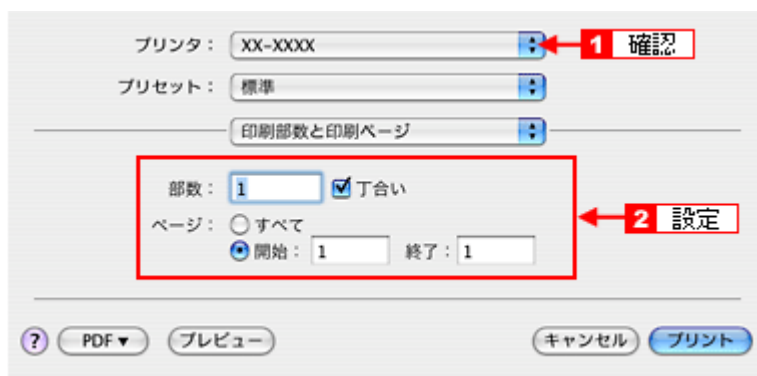 プリンタ： XX-XXXX 1 確認
プリセット： 標準
印刷部数と印刷ページ
部数： 1 丁合い
ページ： すべて
開始： 1 終了： 1
2 設定
? PDF▼ プレビュー キャンセル プリント